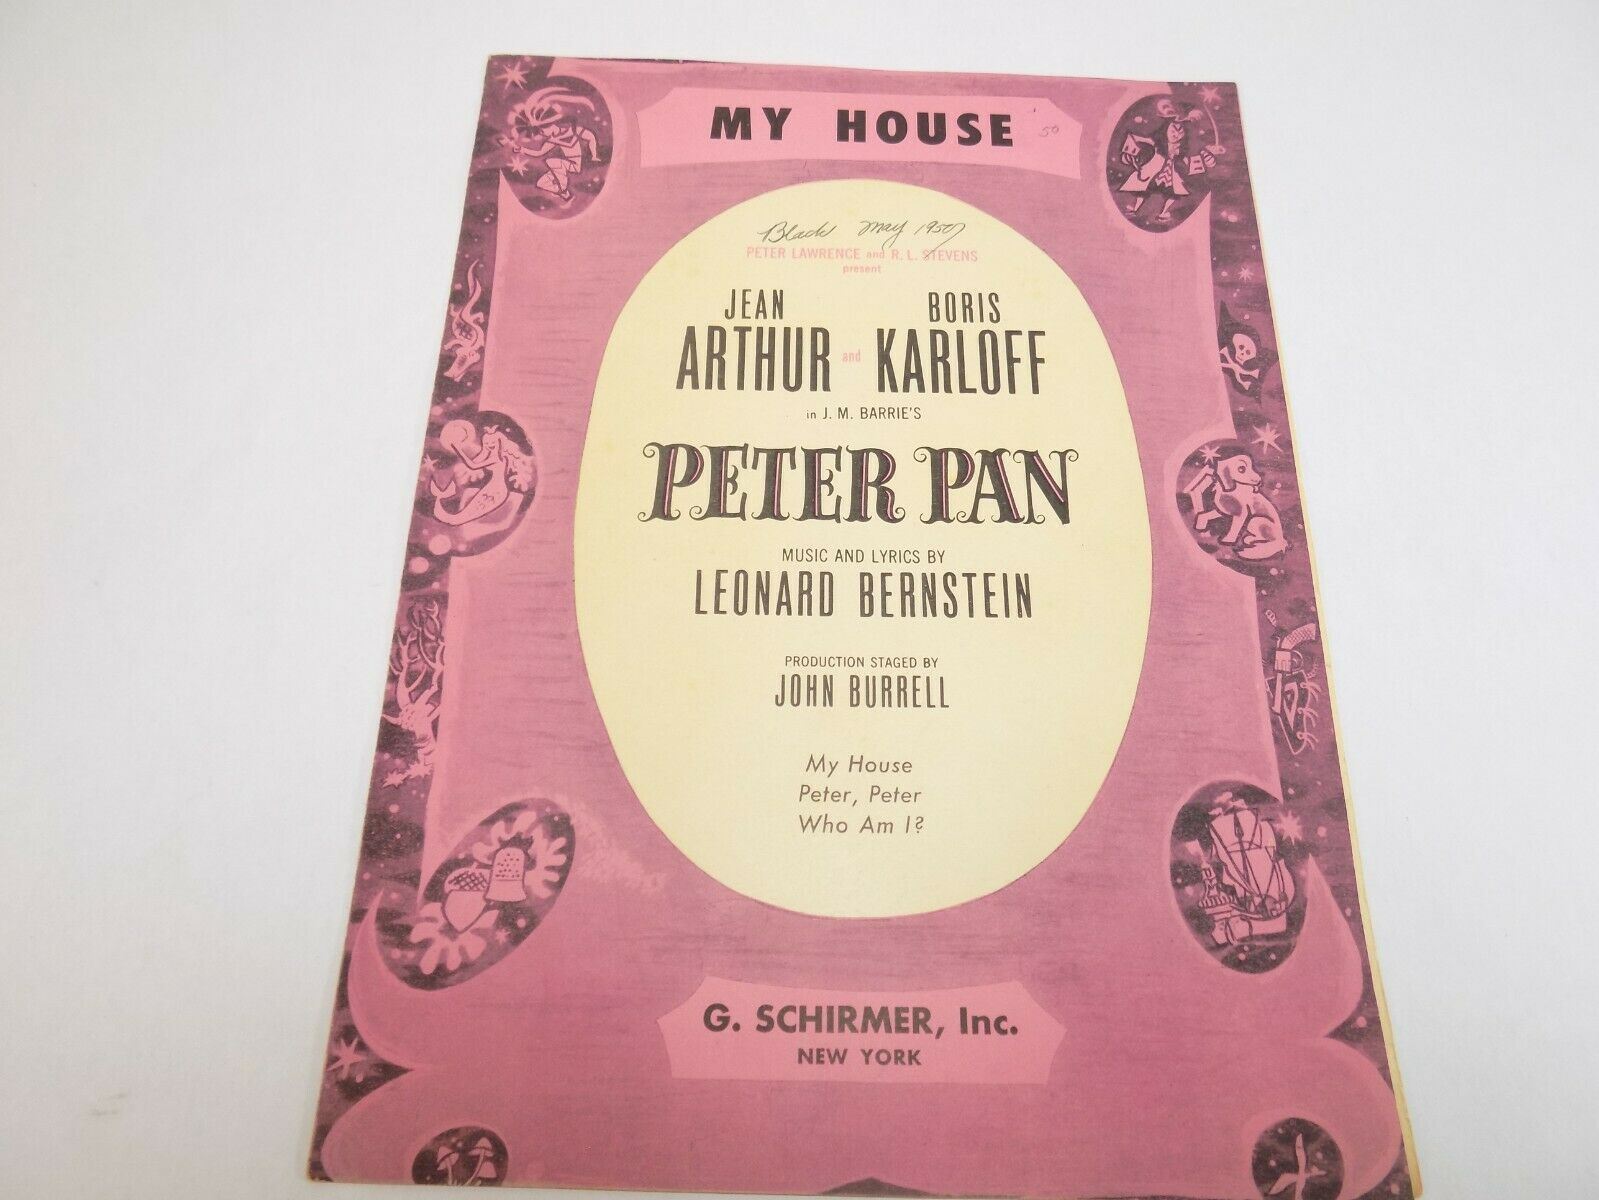 MY HOUSE
50
May 1950
PETER LAWRENCE and R. L. STEVENS
present
JEAN ARTHUR and BORIS KARLOFF
in J. M. BARRIE'S
PETER PAN
MUSIC AND LYRICS BY
LEONARD BERNSTEIN
PRODUCTION STAGED BY
JOHN BURRELL
My House
Peter, Peter
Who Am I?
G. SCHIRMER, Inc.
NEW YORK